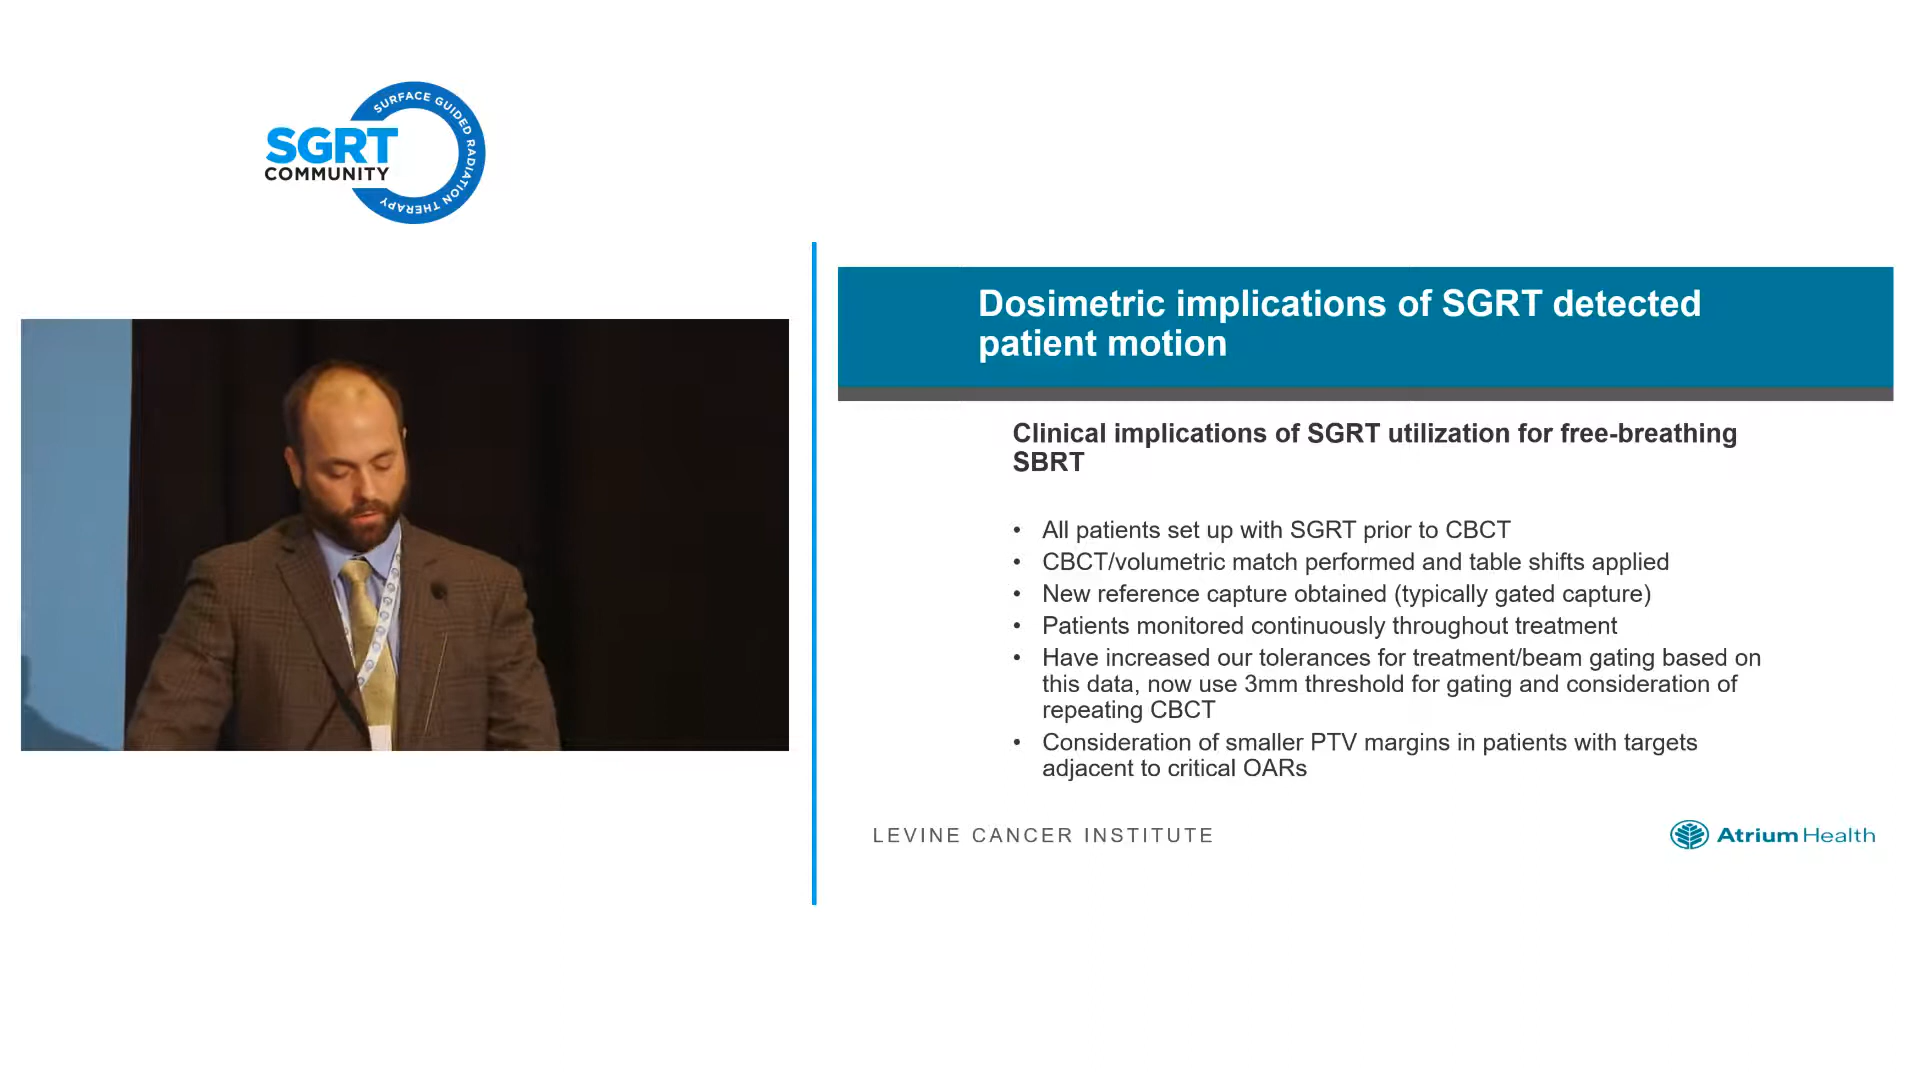 SURFACE GUIDED RADIATION THERAPY
SGRT
COMMUNITY
Dosimetric implications of SGRT detected
patient motion
Clinical implications of SGRT utilization for free-breathing
SBRT
• All patients set up with SGRT prior to CBCT
• CBCT/volumetric match performed and table shifts applied
• New reference capture obtained (typically gated capture)
• Patients monitored continuously throughout treatment
• Have increased our tolerances for treatment/beam gating based on
this data, now use 3mm threshold for gating and consideration of
repeating CBCT
• Consideration of smaller PTV margins in patients with targets
adjacent to critical OARs
LEVINE CANCER INSTITUTE
Atrium Health